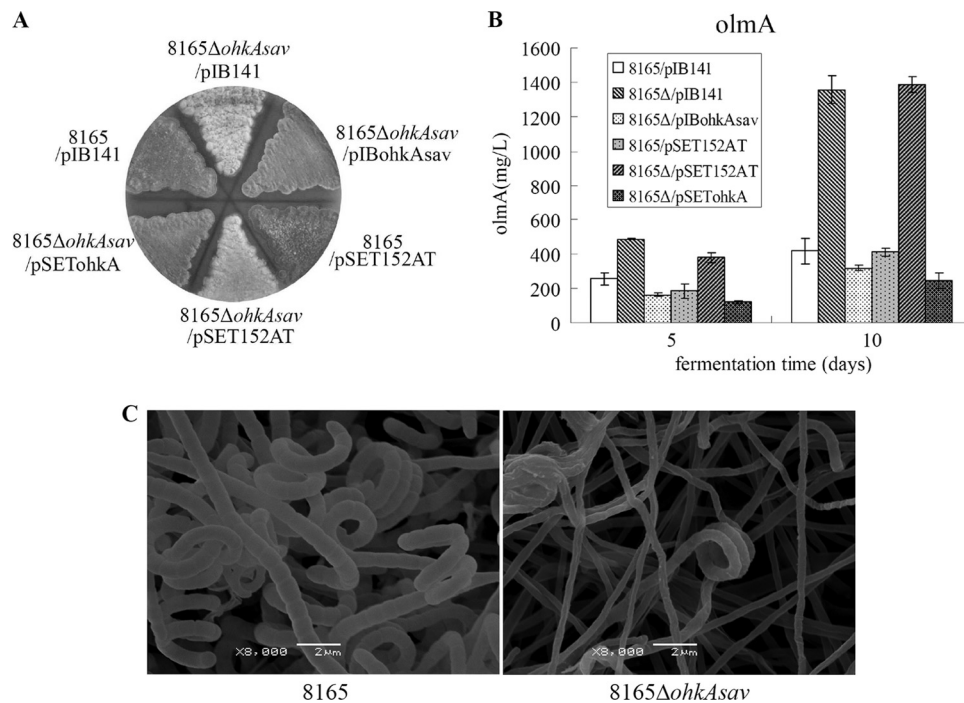 A
8165ΔohkAsav
/pIB141
8165
/pIB141
8165ΔohkAsav
/pIBohkAsav
8165ΔohkAsav
/pSETohkA
8165
/pSET152AT
8165ΔohkAsav
/pSET152AT
B
olmA
olmA(mg/L)
1600
1400
1200
1000
800
600
400
200
0
8165/pIB141
8165Δ/pIB141
8165Δ/pIBohkAsav
8165/pSET152AT
8165Δ/pSET152AT
8165Δ/pSETohkA
5
10
fermentation time (days)
C
X8,000 2μm
X8,000 2μm
8165
8165ΔohkAsav